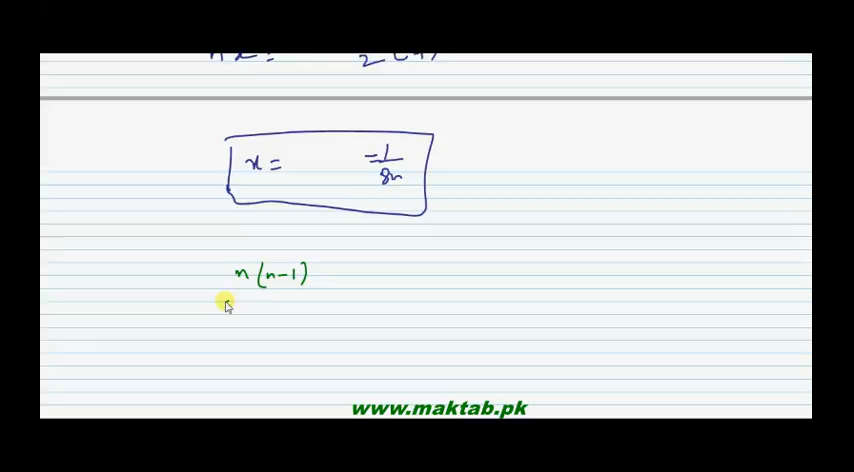 x = -1/8n
n(n-1)
www.maktab.pk